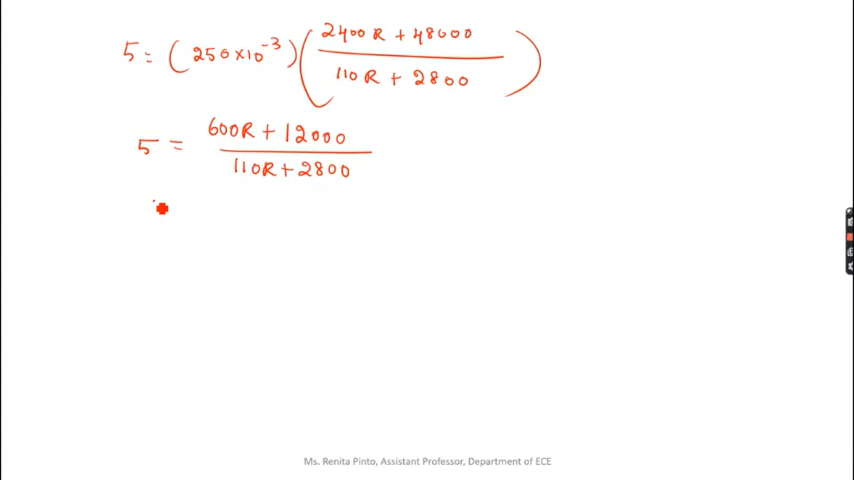 5 = (250×10⁻³) ((2400R + 48000)/(110R + 2800))
5 = (600R + 12000)/(110R + 2800)
Ms. Renita Pinto, Assistant Professor, Department of ECE